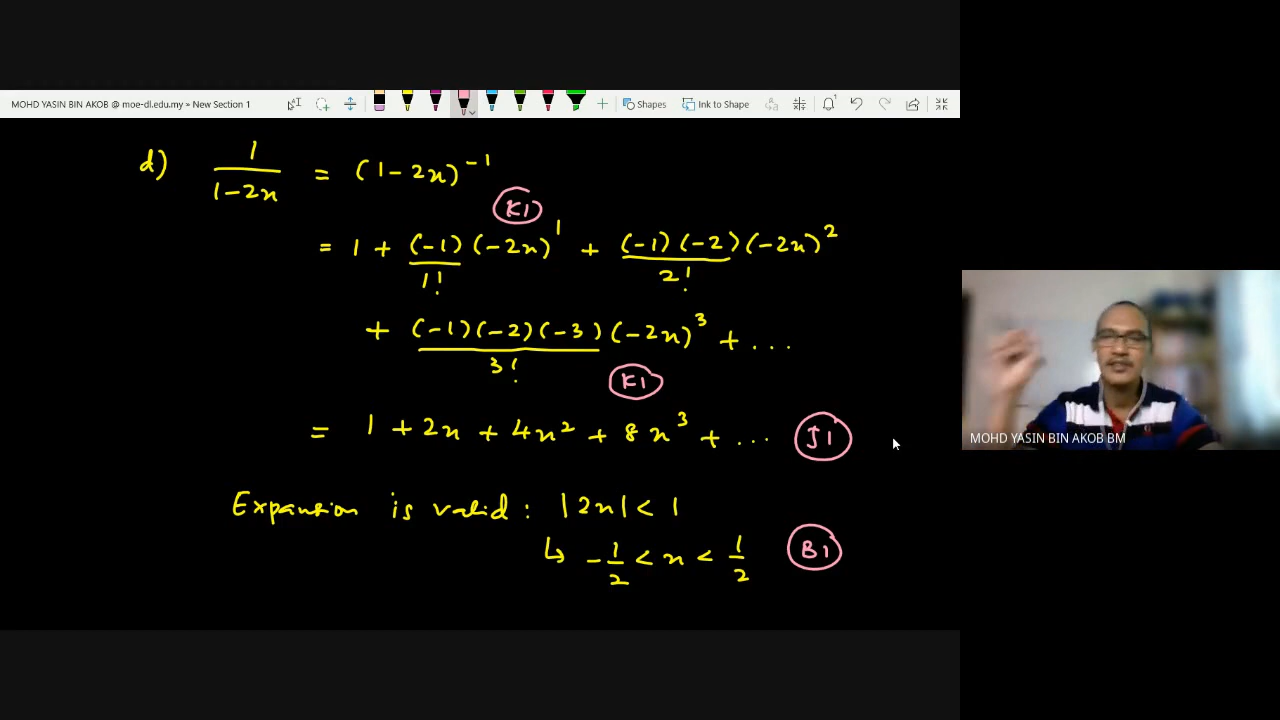 MOHD YASIN BIN AKOB @ moe-dl.edu.my » New Section 1
Shapes
Ink to Shape
d) 1/(1-2x) = (1-2x)^-1
K1
= 1 + (-1)/1! (-2x)^1 + (-1)(-2)/2! (-2x)^2
+ (-1)(-2)(-3)/3! (-2x)^3 + ...
K1
= 1 + 2x + 4x^2 + 8x^3 + ... J1
Expansion is valid: |2x| < 1
↳ -1/2 < x < 1/2 B1
MOHD YASIN BIN AKOB BM